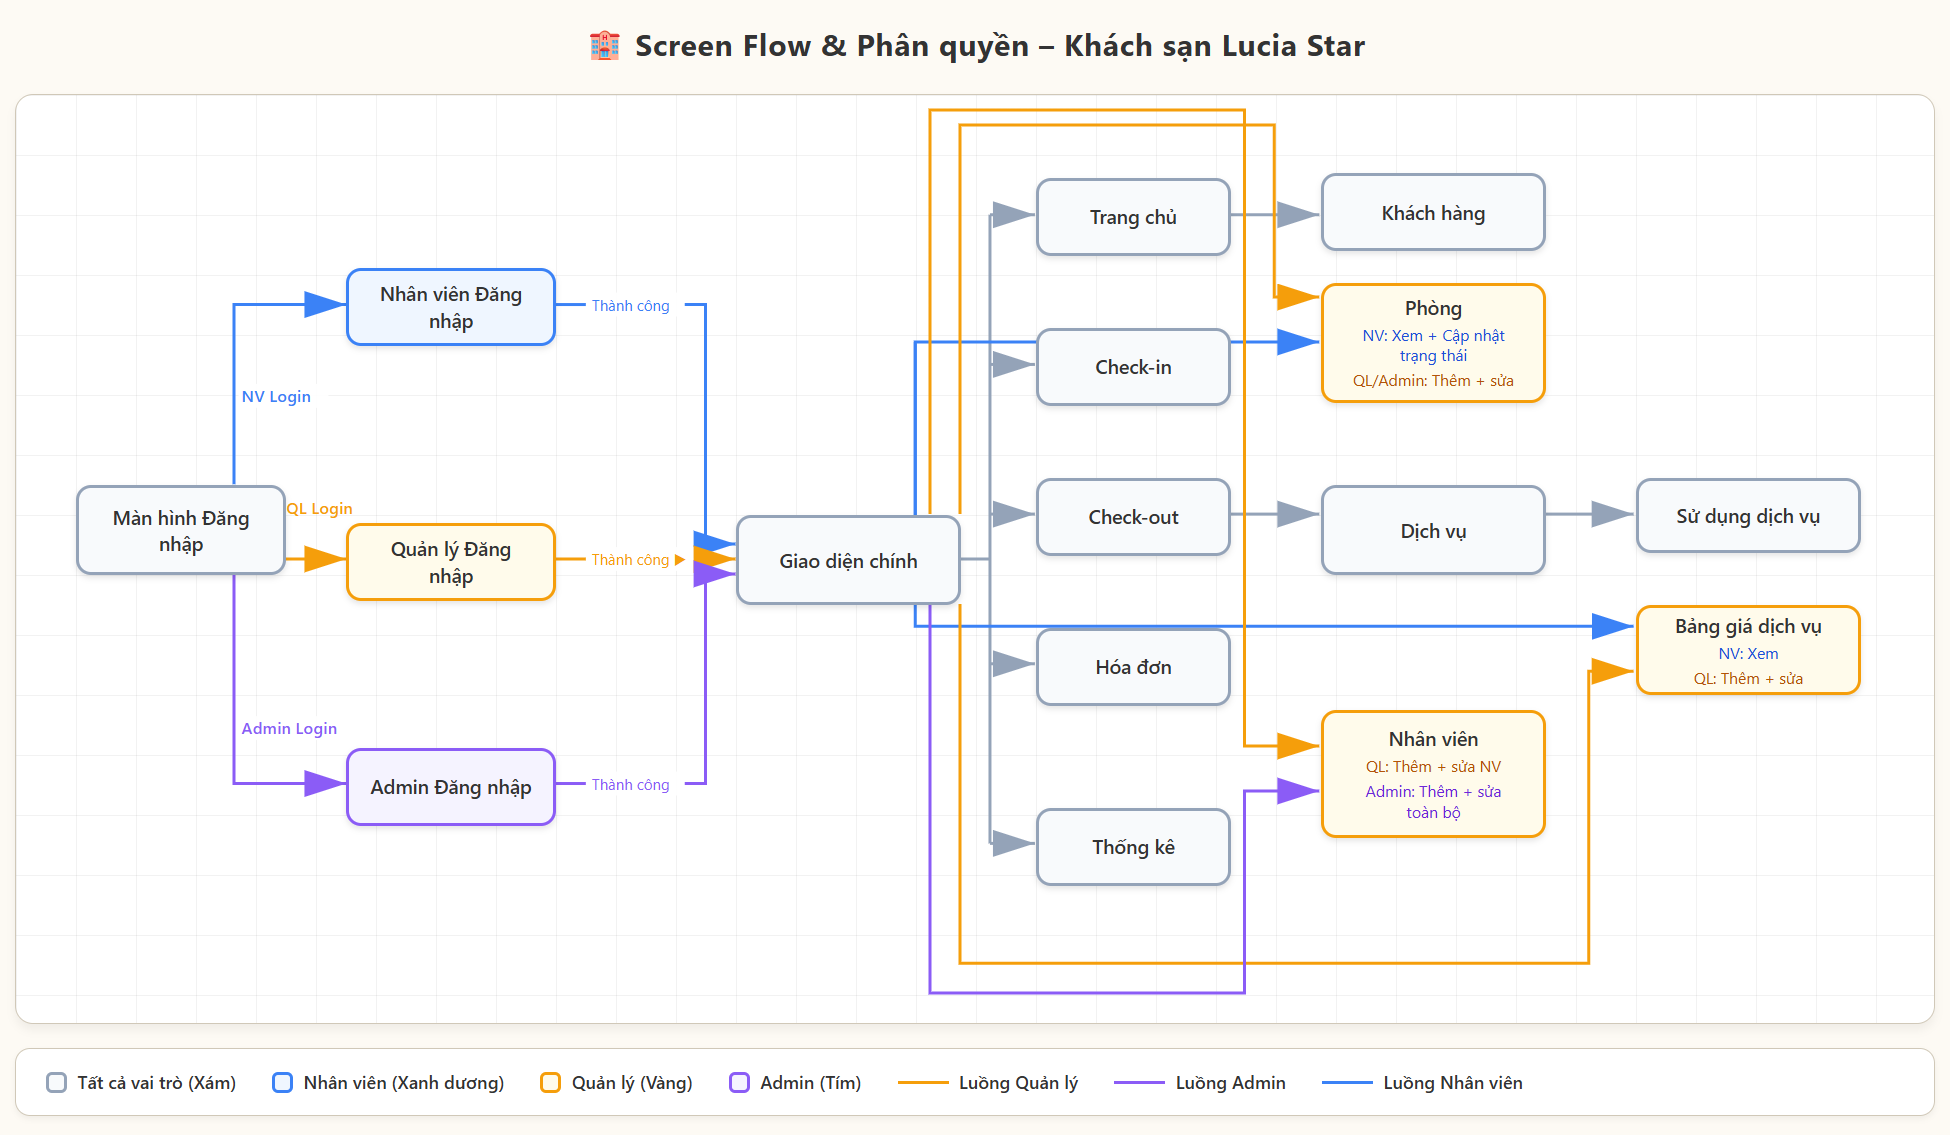 Screen Flow & Phân quyền – Khách sạn Lucia Star
Màn hình Đăng
nhập
NV Login
QL Login
Admin Login
Nhân viên Đăng
nhập
Quản lý Đăng
nhập
Admin Đăng nhập
Thành công
Thành công
Thành công
Giao diện chính
Trang chủ
Check-in
Check-out
Hóa đơn
Thống kê
Khách hàng
Phòng
NV: Xem + Cập nhật
trạng thái
QL/Admin: Thêm + sửa
Dịch vụ
Nhân viên
QL: Thêm + sửa NV
Admin: Thêm + sửa
toàn bộ
Sử dụng dịch vụ
Bảng giá dịch vụ
NV: Xem
QL: Thêm + sửa
Tất cả vai trò (Xám)
Nhân viên (Xanh dương)
Quản lý (Vàng)
Admin (Tím)
Luồng Quản lý
Luồng Admin
Luồng Nhân viên